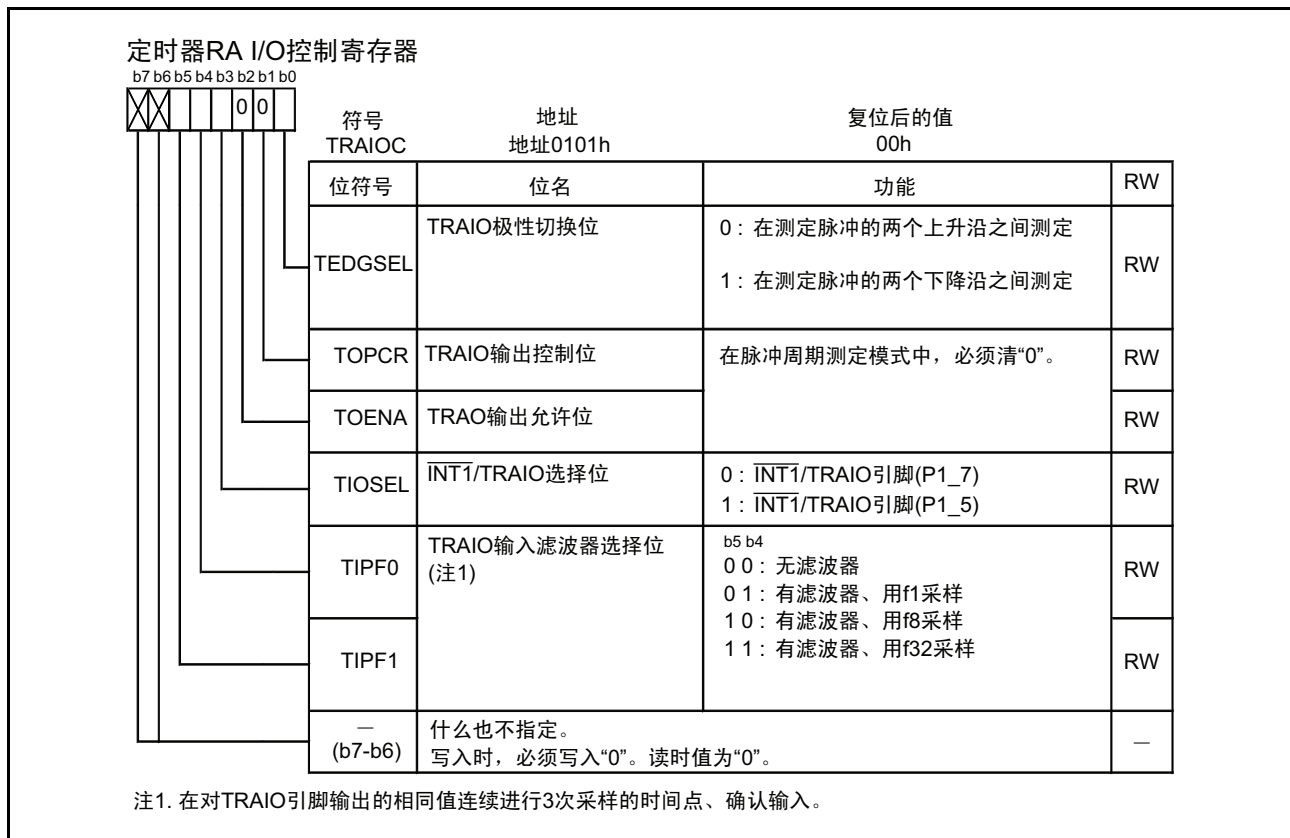 定时器RA I/O控制寄存器
b7 b6 b5 b4 b3 b2 b1 b0
0 0
符号 地址 复位后的值
TRAIOC 地址0101h 00h
位符号 位名 功能 RW
TEDGSEL TRAIO极性切换位 0：在测定脉冲的两个上升沿之间测定 RW
1：在测定脉冲的两个下降沿之间测定
TOPCR TRAIO输出控制位 在脉冲周期测定模式中，必须清“0”。 RW
TOENA TRAO输出允许位 RW
TIOSEL INT1/TRAIO选择位 0：INT1/TRAIO引脚(P1_7) RW
1：INT1/TRAIO引脚(P1_5)
TIPF0 TRAIO输入滤波器选择位 b5 b4 RW
(注1) 0 0：无滤波器
0 1：有滤波器、用f1采样
1 0：有滤波器、用f8采样
TIPF1 1 1：有滤波器、用f32采样 RW
— 什么也不指定。 —
(b7-b6) 写入时，必须写入“0”。读时值为“0”。
注1. 在对TRAIO引脚输出的相同值连续进行3次采样的时间点、确认输入。